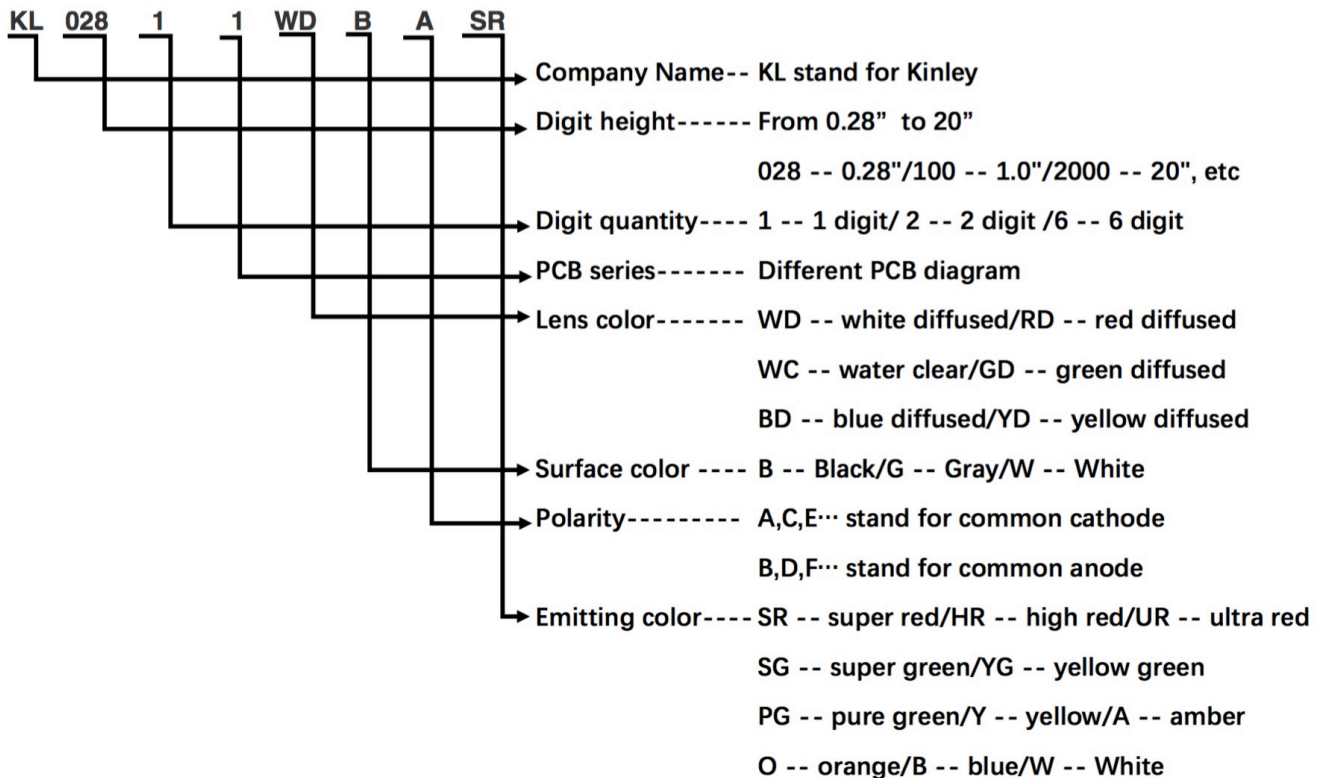 KL 028 1 1 WD B A SR
Company Name-- KL stand for Kinley
Digit height------ From 0.28” to 20”
028 -- 0.28"/100 -- 1.0"/2000 -- 20", etc
Digit quantity---- 1 -- 1 digit/ 2 -- 2 digit /6 -- 6 digit
PCB series------- Different PCB diagram
Lens color------- WD -- white diffused/RD -- red diffused
WC -- water clear/GD -- green diffused
BD -- blue diffused/YD -- yellow diffused
Surface color ---- B -- Black/G -- Gray/W -- White
Polarity--------- A,C,E··· stand for common cathode
B,D,F··· stand for common anode
Emitting color---- SR -- super red/HR -- high red/UR -- ultra red
SG -- super green/YG -- yellow green
PG -- pure green/Y -- yellow/A -- amber
O -- orange/B -- blue/W -- White